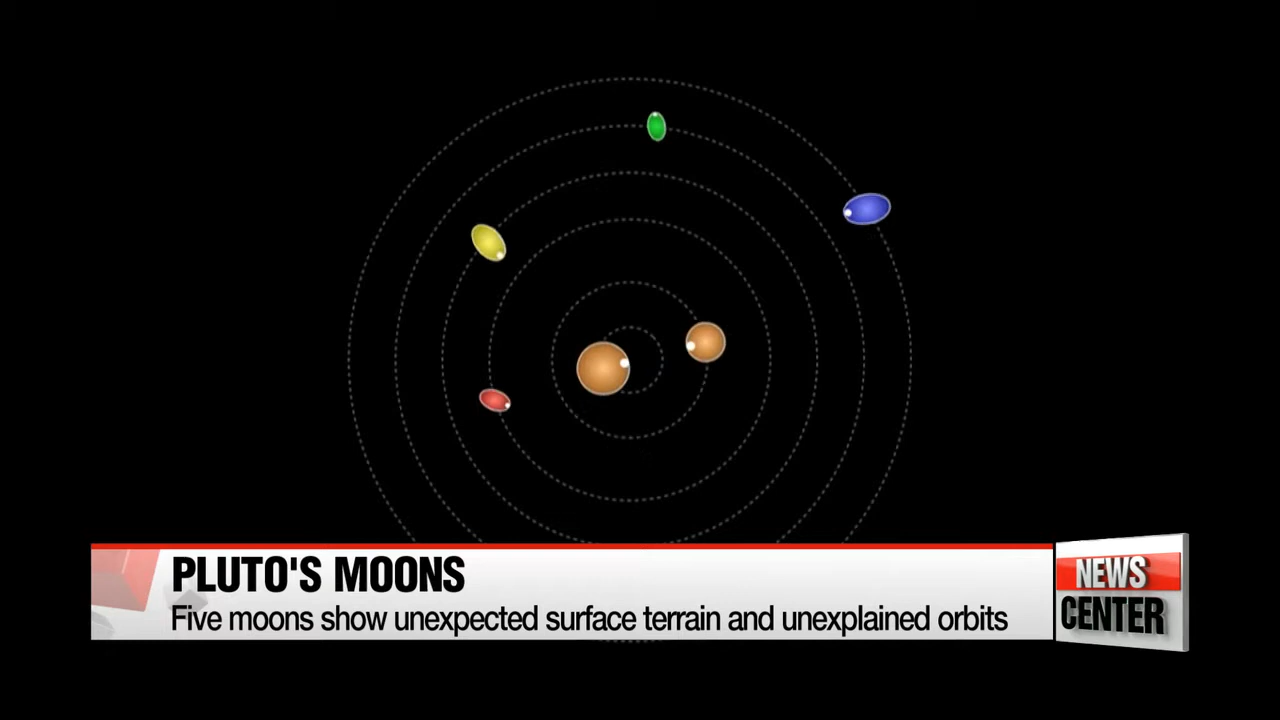 PLUTO'S MOONS
Five moons show unexpected surface terrain and unexplained orbits
NEWS
CENTER